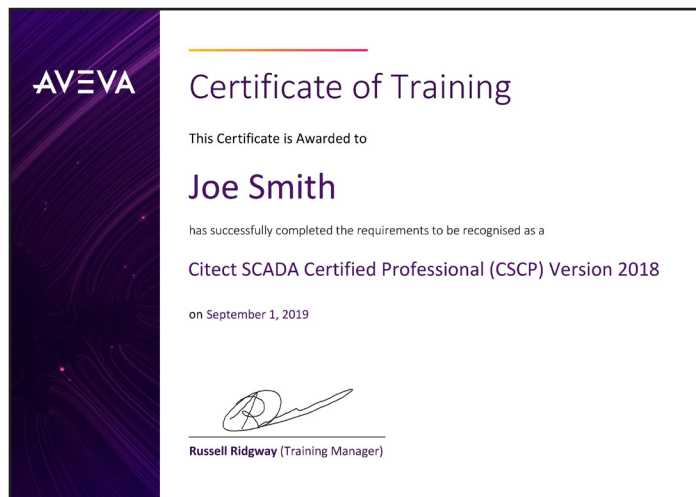 AVEVA
Certificate of Training
This Certificate is Awarded to
Joe Smith
has successfully completed the requirements to be recognised as a
Citect SCADA Certified Professional (CSCP) Version 2018
on September 1, 2019
Russell Ridgway (Training Manager)